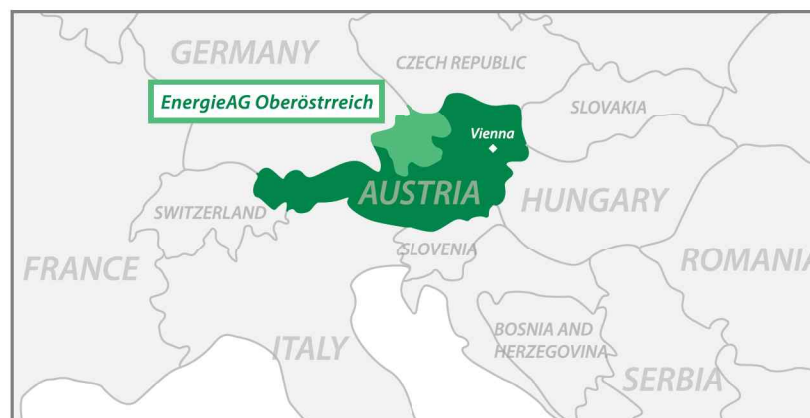 GERMANY
CZECH REPUBLIC
EnergieAG Oberöstrreich
SLOVAKIA
Vienna
AUSTRIA
HUNGARY
SWITZERLAND
SLOVENIA
FRANCE
ROMANIA
BOSNIA AND
HERZEGOVINA
ITALY
SERBIA